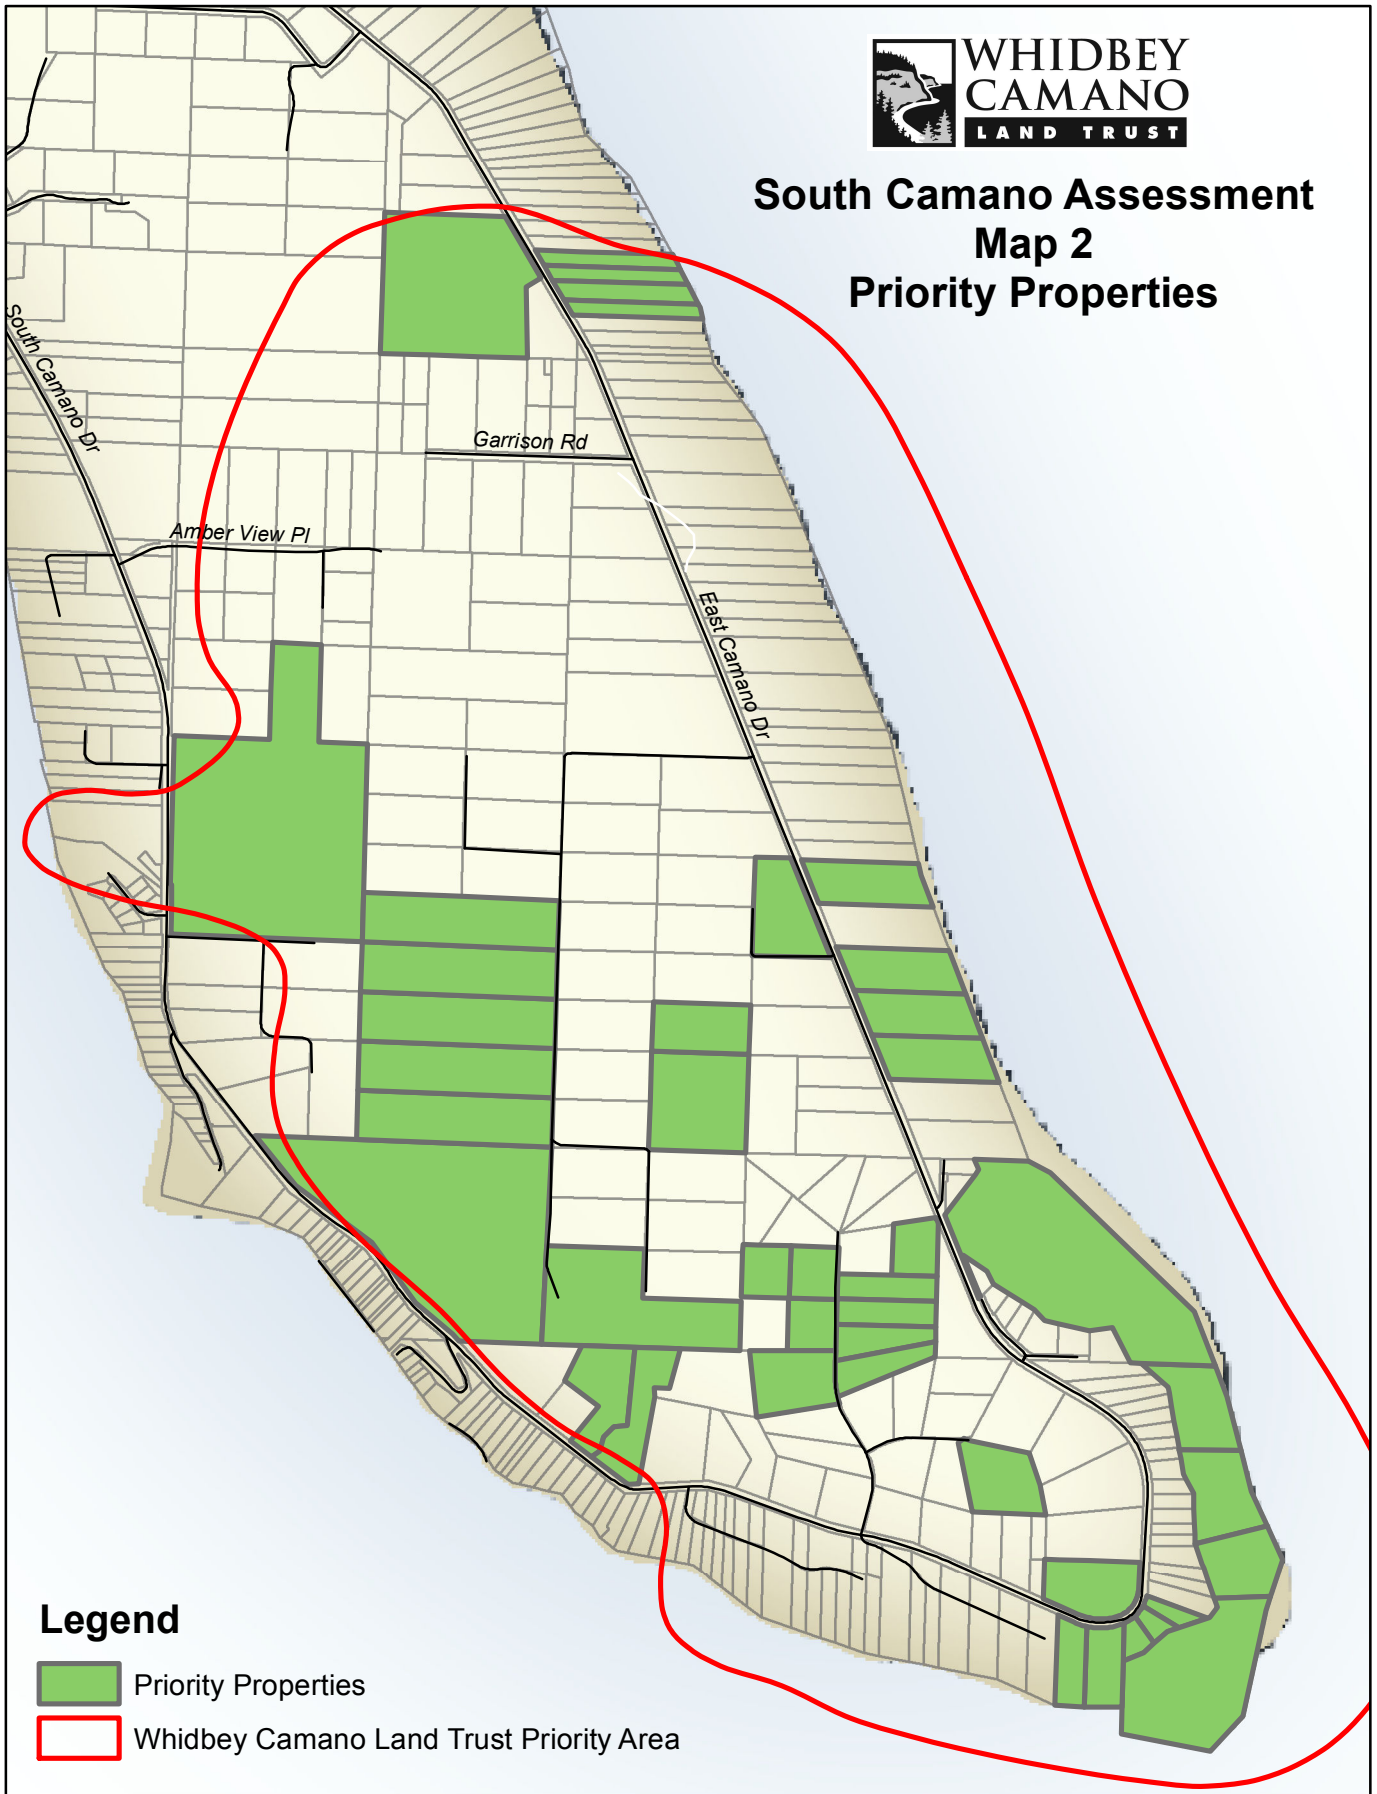 WHIDBEY
CAMANO
LAND TRUST
South Camano Assessment
Map 2
Priority Properties
South Camano Dr
Garrison Rd
Amber View Pl
East Camano Dr
Legend
Priority Properties
Whidbey Camano Land Trust Priority Area